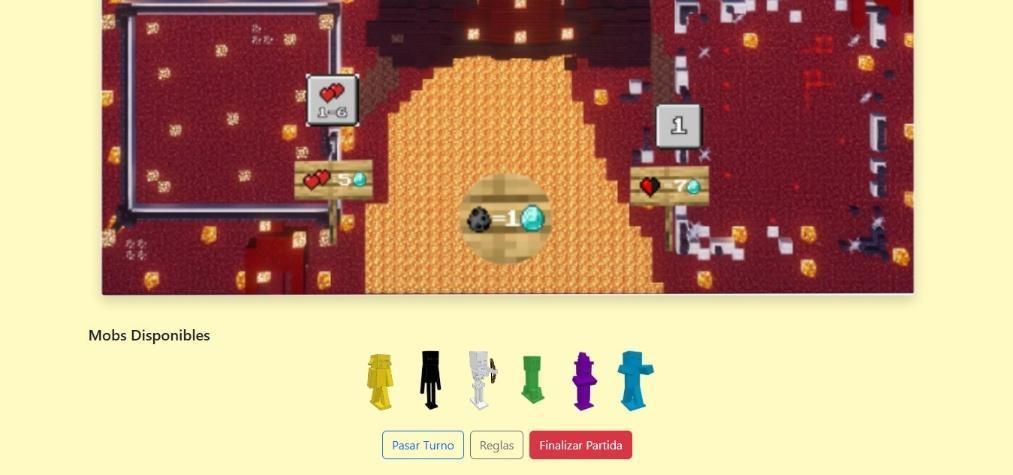 1-6
1
5
7
=1
Mobs Disponibles
Pasar Turno
Reglas
Finalizar Partida